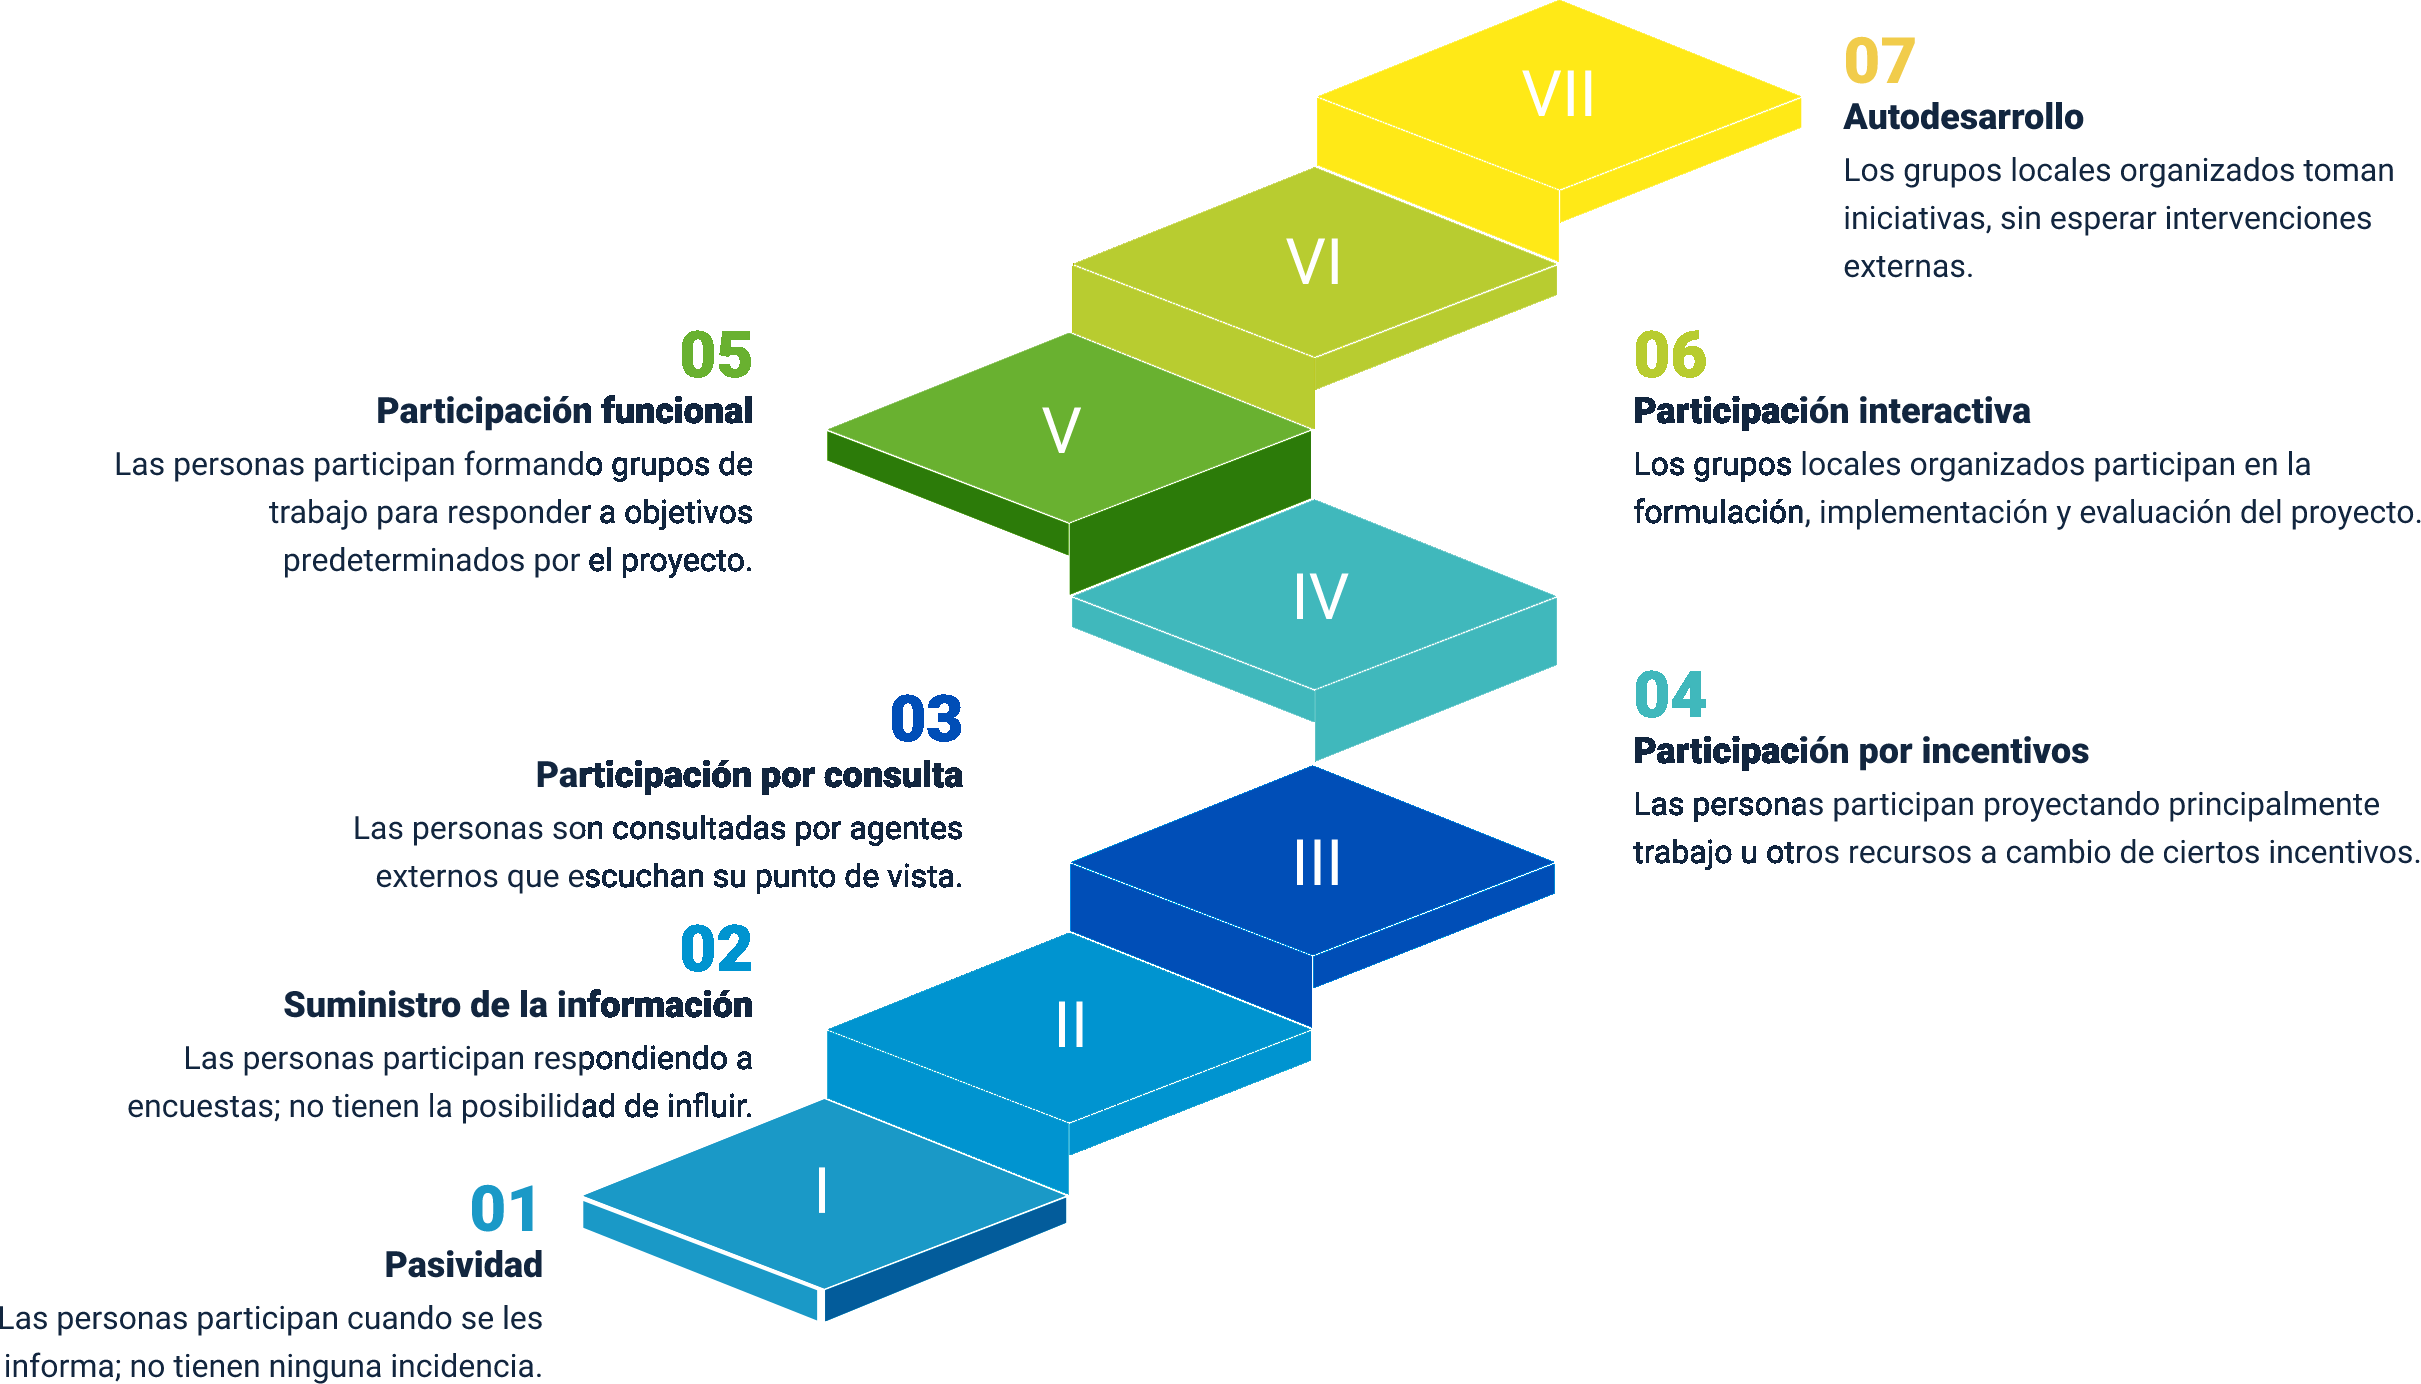 VII
07
Autodesarrollo
Los grupos locales organizados toman
iniciativas, sin esperar intervenciones
externas.
VI
06
Participación interactiva
Los grupos locales organizados participan en la
formulación, implementación y evaluación del proyecto.
05
Participación funcional
Las personas participan formando grupos de
trabajo para responder a objetivos
predeterminados por el proyecto.
V
IV
04
Participación por incentivos
Las personas participan proyectando principalmente
trabajo u otros recursos a cambio de ciertos incentivos.
03
Participación por consulta
Las personas son consultadas por agentes
externos que escuchan su punto de vista.
III
02
Suministro de la información
Las personas participan respondiendo a
encuestas; no tienen la posibilidad de influir.
II
I
01
Pasividad
Las personas participan cuando se les
informa; no tienen ninguna incidencia.